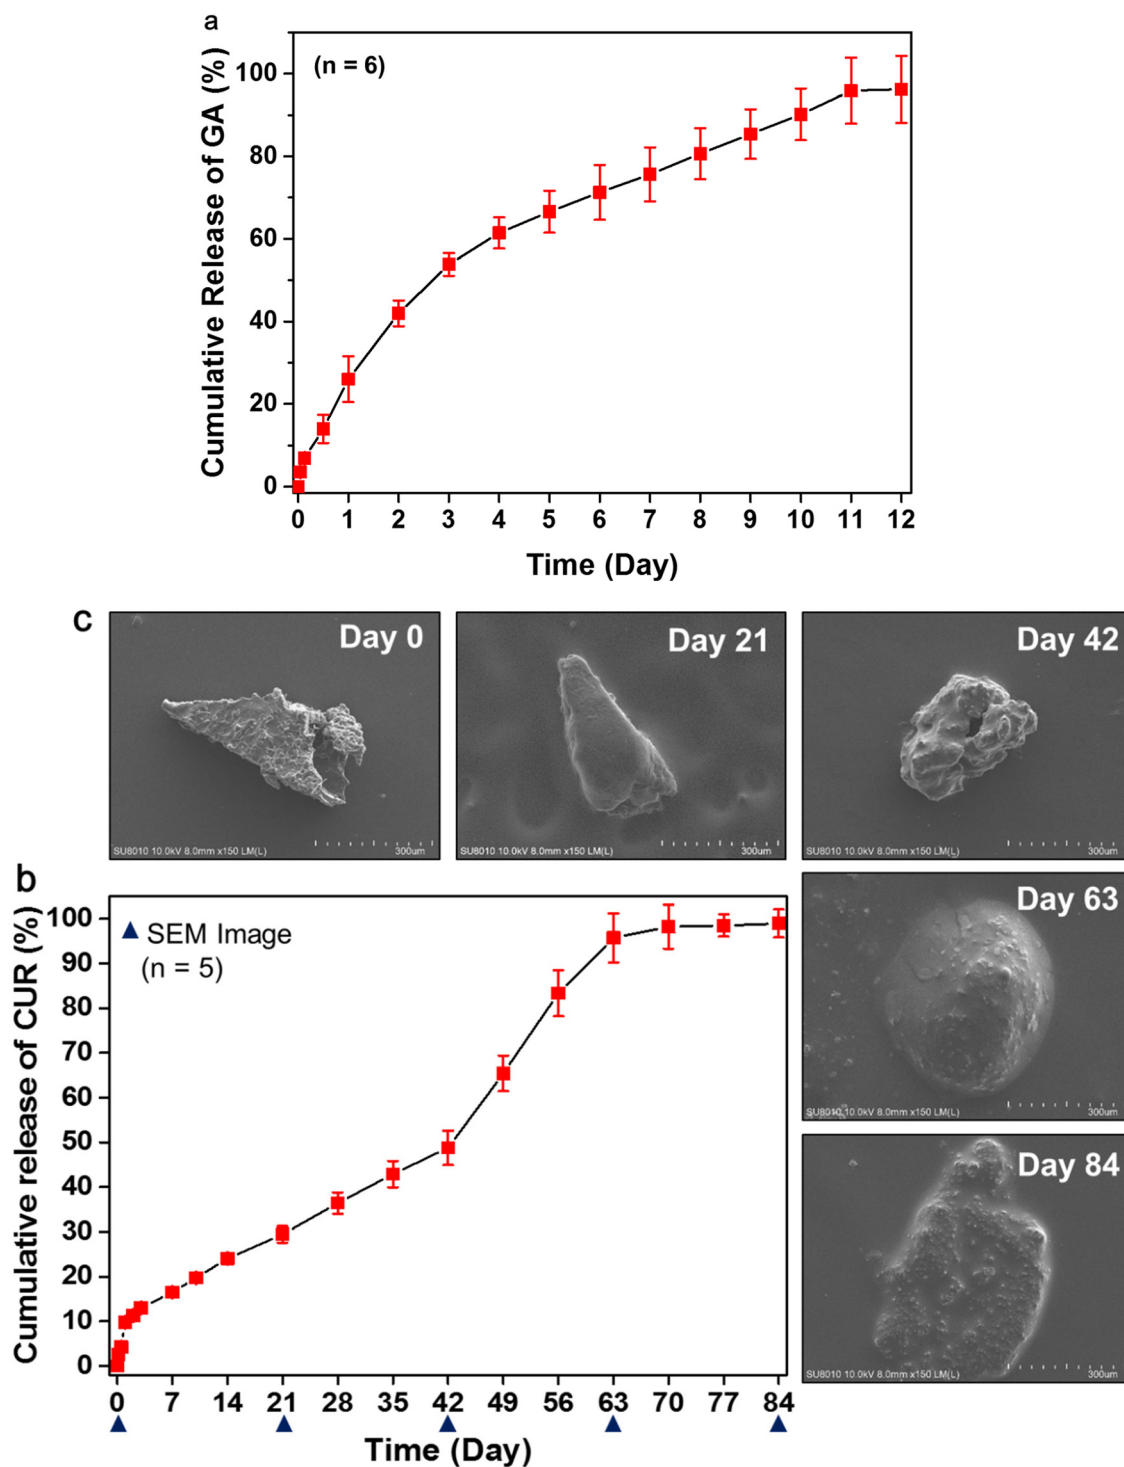 a
(n = 6)
Cumulative Release of GA (%)
100
80
60
40
20
0
0 1 2 3 4 5 6 7 8 9 10 11 12
Time (Day)
c
Day 0
SU8010 10.0kV 8.0mm x150 LM(L) 300um
Day 21
SU8010 10.0kV 8.0mm x150 LM(L) 300um
Day 42
SU8010 10.0kV 8.0mm x150 LM(L) 300um
b
▲ SEM Image
(n = 5)
Cumulative release of CUR (%)
100
90
80
70
60
50
40
30
20
10
0
0 7 14 21 28 35 42 49 56 63 70 77 84
Time (Day)
Day 63
SU8010 10.0kV 8.0mm x150 LM(L) 300um
Day 84
SU8010 10.0kV 8.0mm x150 LM(L) 300um